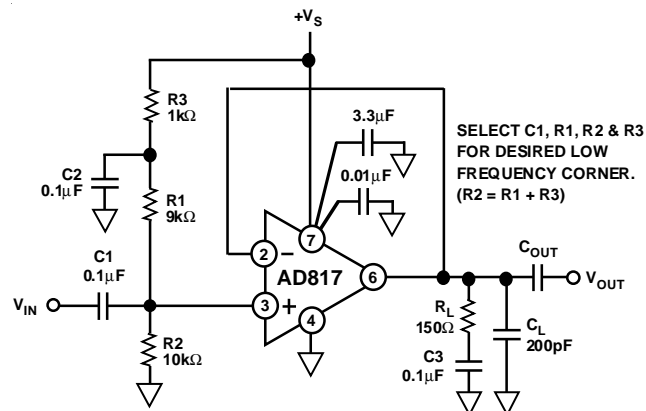 +VS
R3
1kΩ
3.3μF
SELECT C1, R1, R2 & R3
FOR DESIRED LOW
FREQUENCY CORNER.
(R2 = R1 + R3)
C2
0.1μF
R1
9kΩ
0.01μF
C1
0.1μF
2
7
AD817
6
COUT
VOUT
VIN
3
4
R2
10kΩ
RL
150Ω
C3
0.1μF
CL
200pF